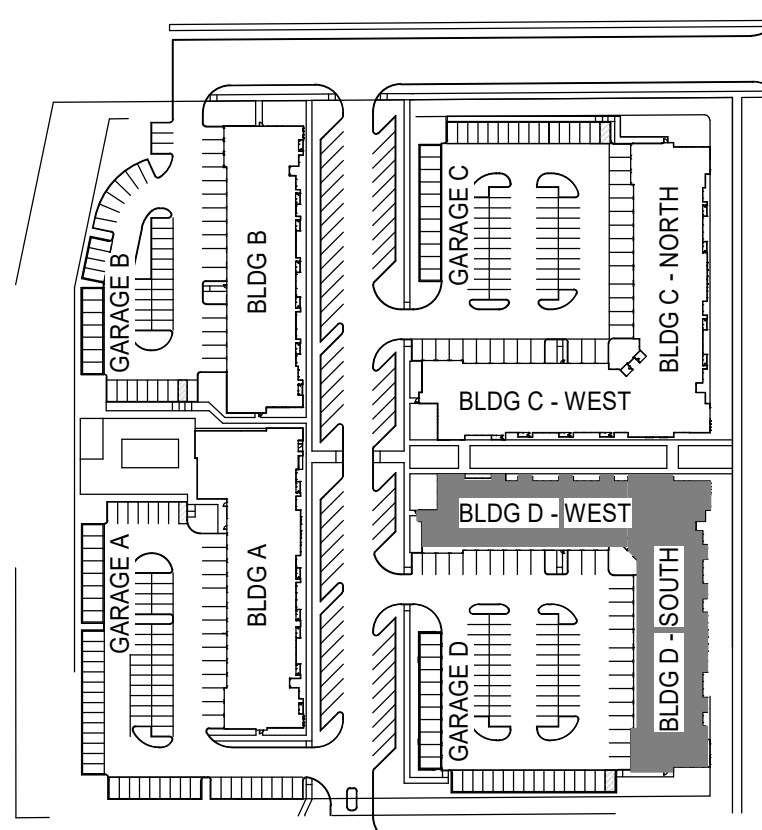 GARAGE B
BLDG B
GARAGE C
BLDG C - NORTH
BLDG C - WEST
GARAGE A
BLDG A
BLDG D - WEST
GARAGE D
BLDG D - SOUTH